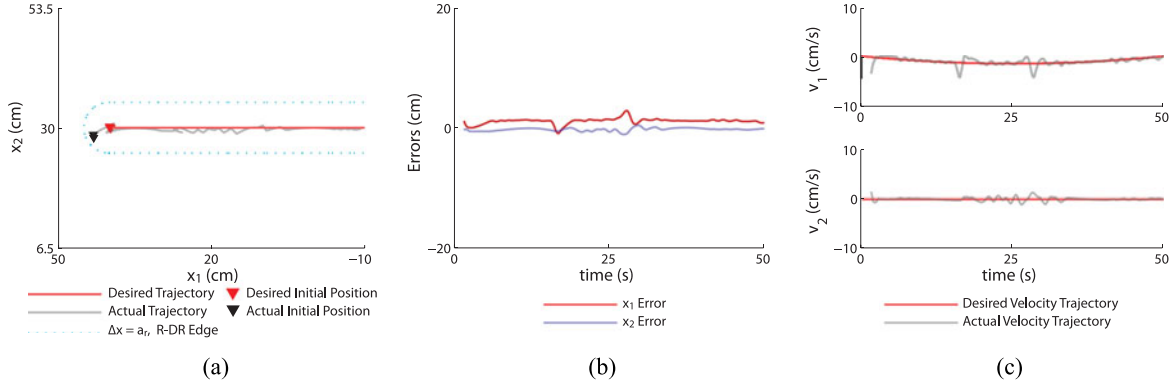 53.5
30
6.5
x2 (cm)
50
20
−10
x1 (cm)
Desired Trajectory
Desired Initial Position
Actual Trajectory
Actual Initial Position
Δx = ar, R-DR Edge
(a)
20
0
−20
Errors (cm)
0
25
50
time (s)
x1 Error
x2 Error
(b)
10
0
−10
v1 (cm/s)
0
25
50
10
0
−10
v2 (cm/s)
0
25
50
time (s)
Desired Velocity Trajectory
Actual Velocity Trajectory
(c)